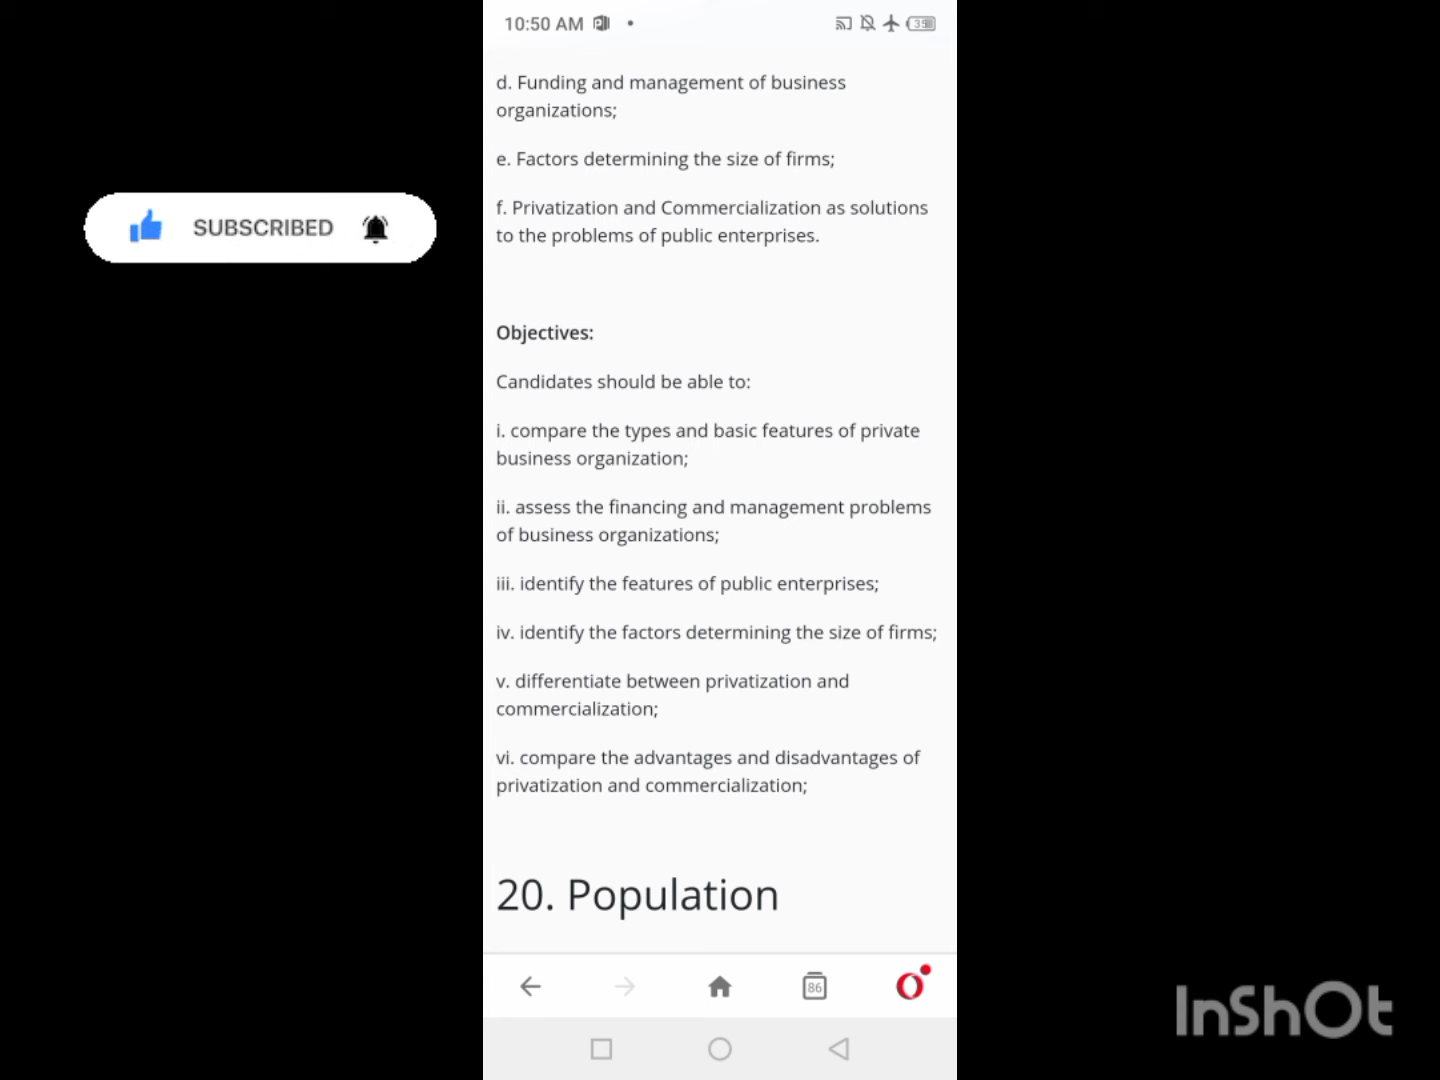 10:50 AM
35
d. Funding and management of business
organizations;
e. Factors determining the size of firms;
f. Privatization and Commercialization as solutions
to the problems of public enterprises.
SUBSCRIBED
Objectives:
Candidates should be able to:
i. compare the types and basic features of private
business organization;
ii. assess the financing and management problems
of business organizations;
iii. identify the features of public enterprises;
iv. identify the factors determining the size of firms;
v. differentiate between privatization and
commercialization;
vi. compare the advantages and disadvantages of
privatization and commercialization;
20. Population
86
InShOt